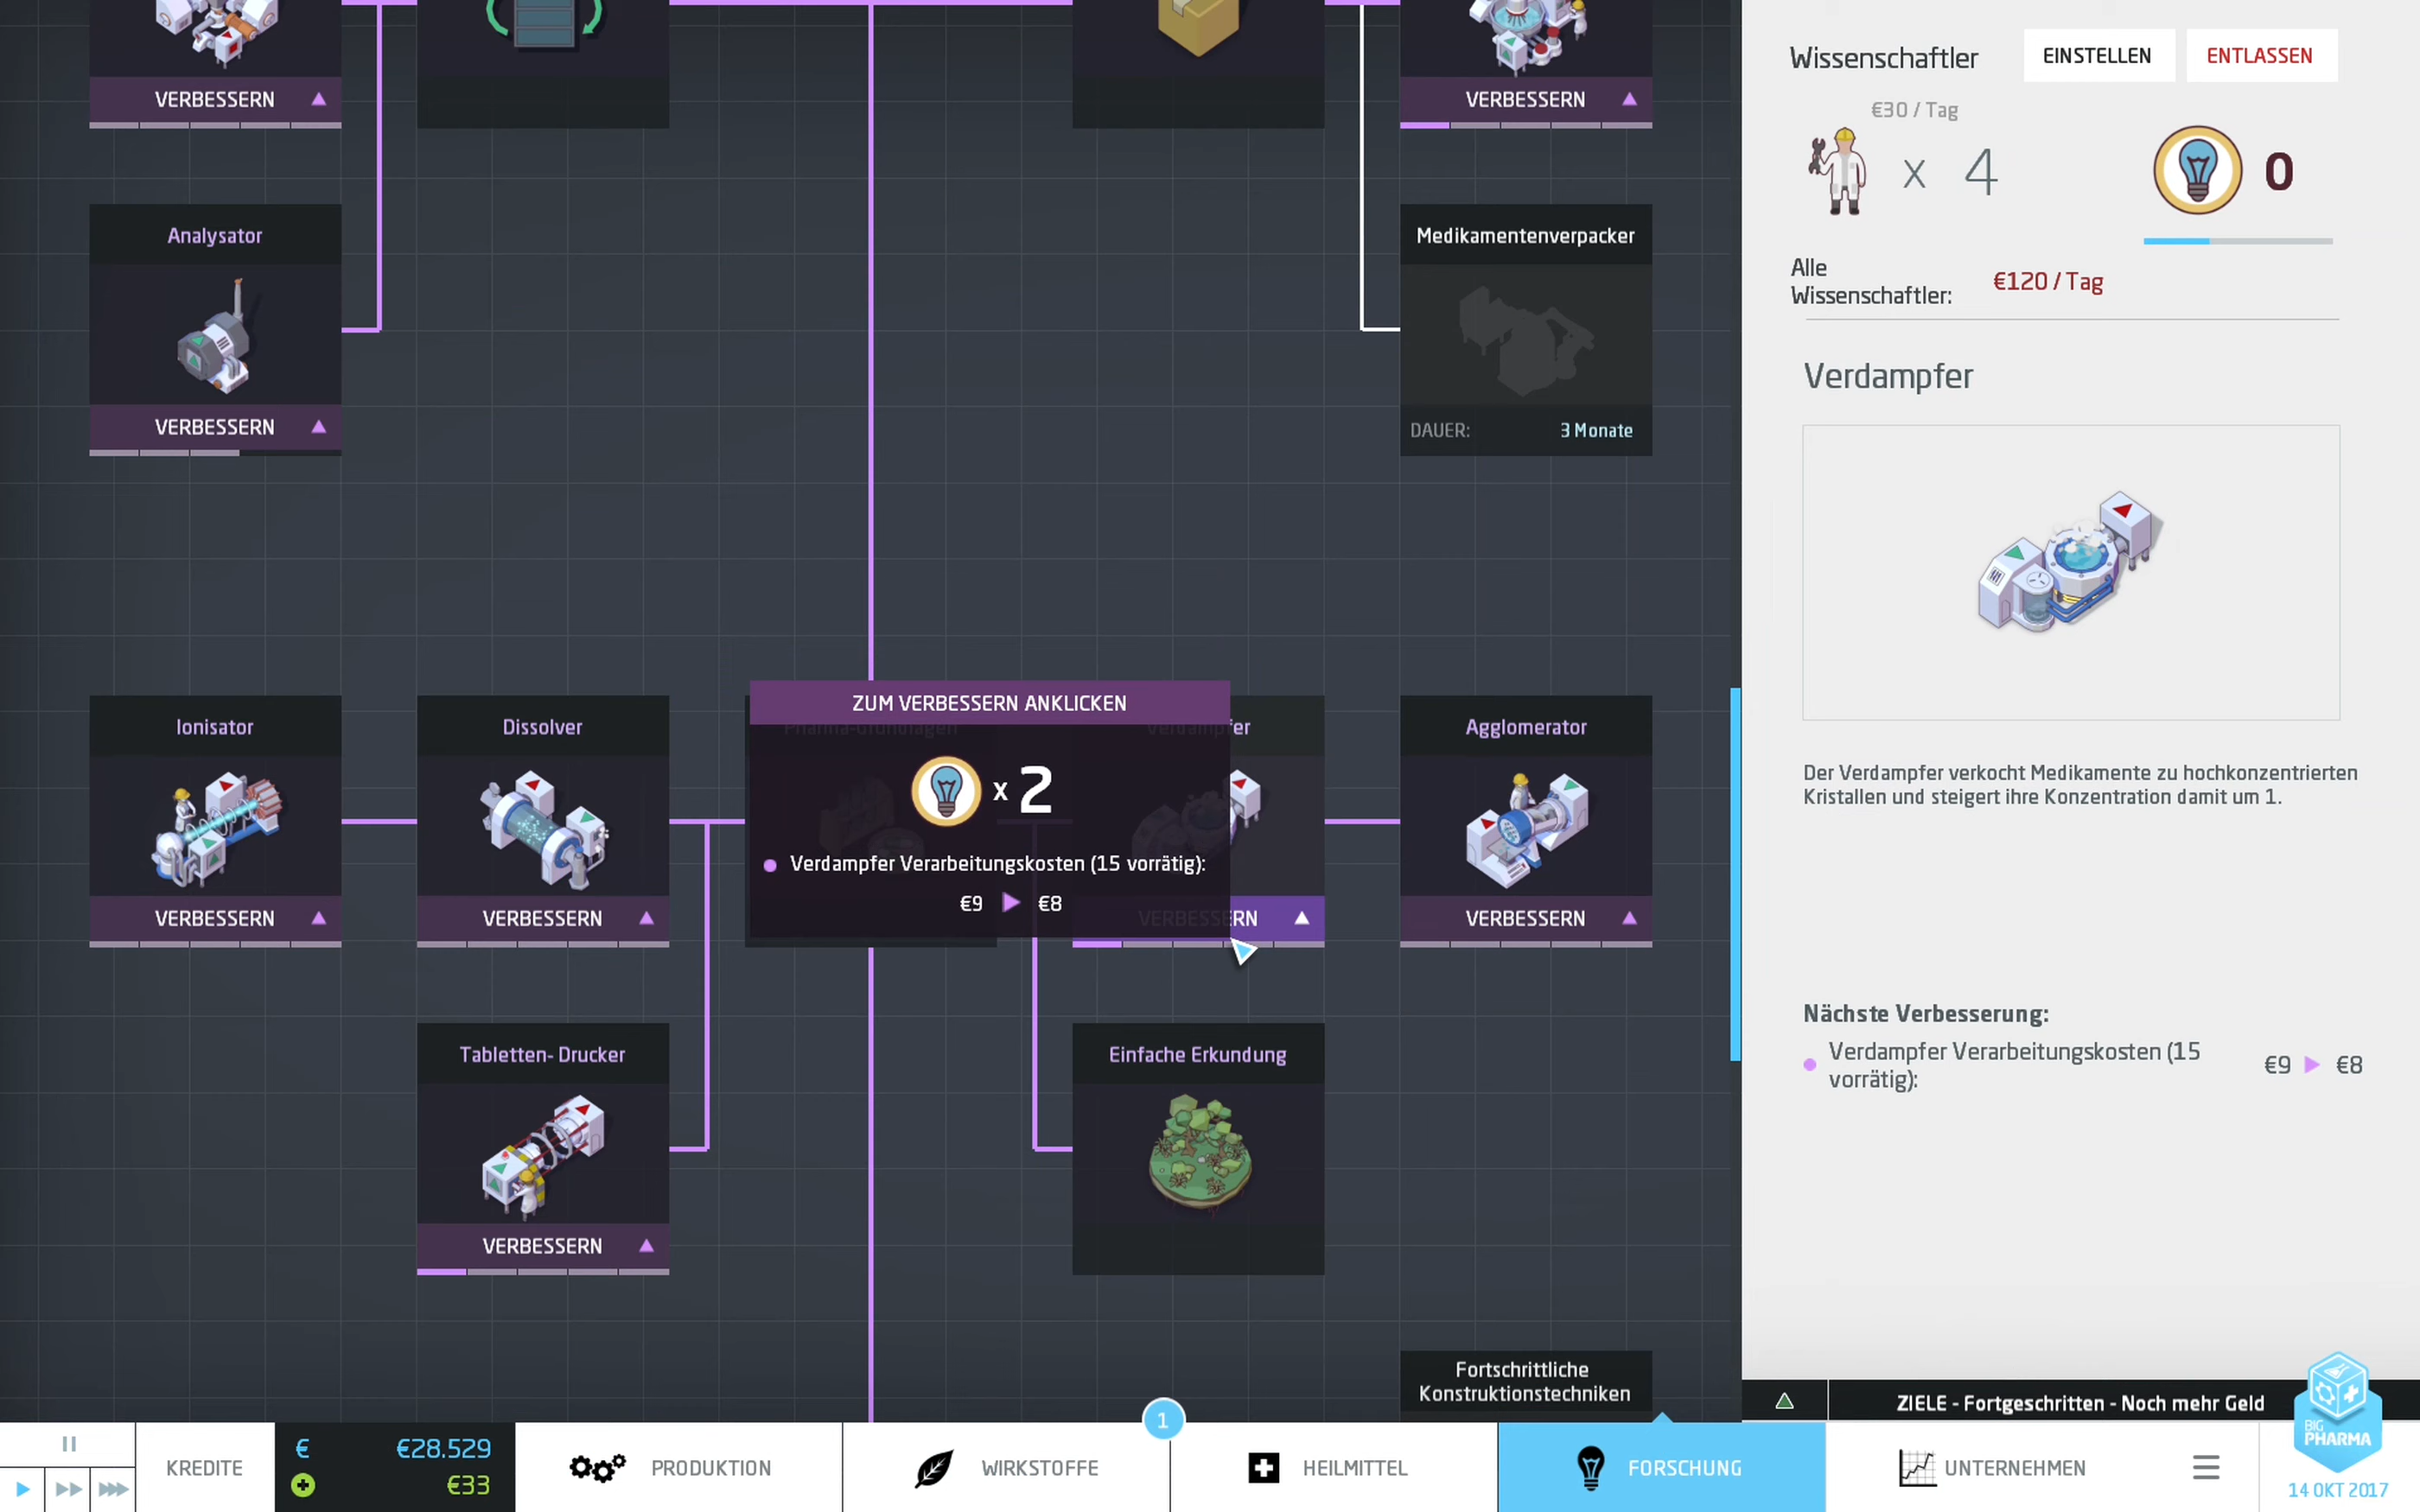 VERBESSERN
VERBESSERN
Analysator
VERBESSERN
Medikamentenverpacker
DAUER: 3 Monate
Ionisator
VERBESSERN
Dissolver
VERBESSERN
Pharma-Grundlagen
Verdampfer
ZUM VERBESSERN ANKLICKEN
x 2
Verdampfer Verarbeitungskosten (15 vorrätig):
€9 €8
VERBESSERN
Agglomerator
VERBESSERN
Tabletten- Drucker
VERBESSERN
Einfache Erkundung
Fortschrittliche
Konstruktionstechniken
Wissenschaftler
EINSTELLEN
ENTLASSEN
€30 / Tag
x 4
0
Alle
Wissenschaftler:
€120 / Tag
Verdampfer
Der Verdampfer verkocht Medikamente zu hochkonzentrierten
Kristallen und steigert ihre Konzentration damit um 1.
Nächste Verbesserung:
Verdampfer Verarbeitungskosten (15
vorrätig):
€9 €8
ZIELE - Fortgeschritten - Noch mehr Geld
KREDITE
€ €28.529
€33
PRODUKTION
WIRKSTOFFE
1
HEILMITTEL
FORSCHUNG
UNTERNEHMEN
BIG
PHARMA
14 OKT 2017